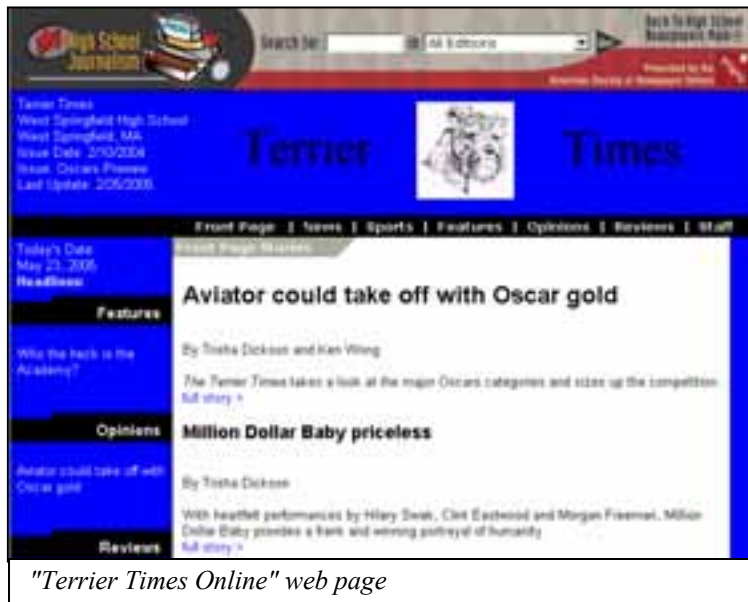 High School
Journalism
Search for: in All Editions
Back To High School
Newspapers Main
Presented by the
American Society of Newspaper Editors
Terrier Times
West Springfield High School
West Springfield, MA
Issue Date: 2/10/2004
Issue: Oscars Preview
Last Update: 2/25/2005
Terrier Times
Front Page | News | Sports | Features | Opinions | Reviews | Staff
Today's Date
May 23, 2005
Headlines:
Features
Who the heck is the
Academy?
Opinions
Aviator could take off with
Oscar gold
Reviews
Front Page Stories
Aviator could take off with Oscar gold
By Trisha Dickson and Ken Wong
The Terrier Times takes a look at the major Oscars categories and sizes up the competition.
full story >
Million Dollar Baby priceless
By Trisha Dickson
With heartfelt performances by Hilary Swak, Clint Eastwood and Morgan Freeman, Million
Dollar Baby provides a frank and winning portrayal of humanity.
full story >
"Terrier Times Online" web page